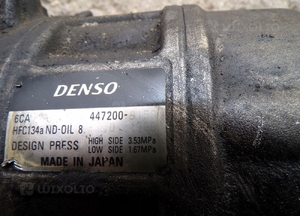 DENSO
6CA 447200-
HFC134a ND-OIL 8
DESIGN PRESS HIGH SIDE 3.53MPa
LOW SIDE 1.67MPa
MADE IN JAPAN
WIXOLIO